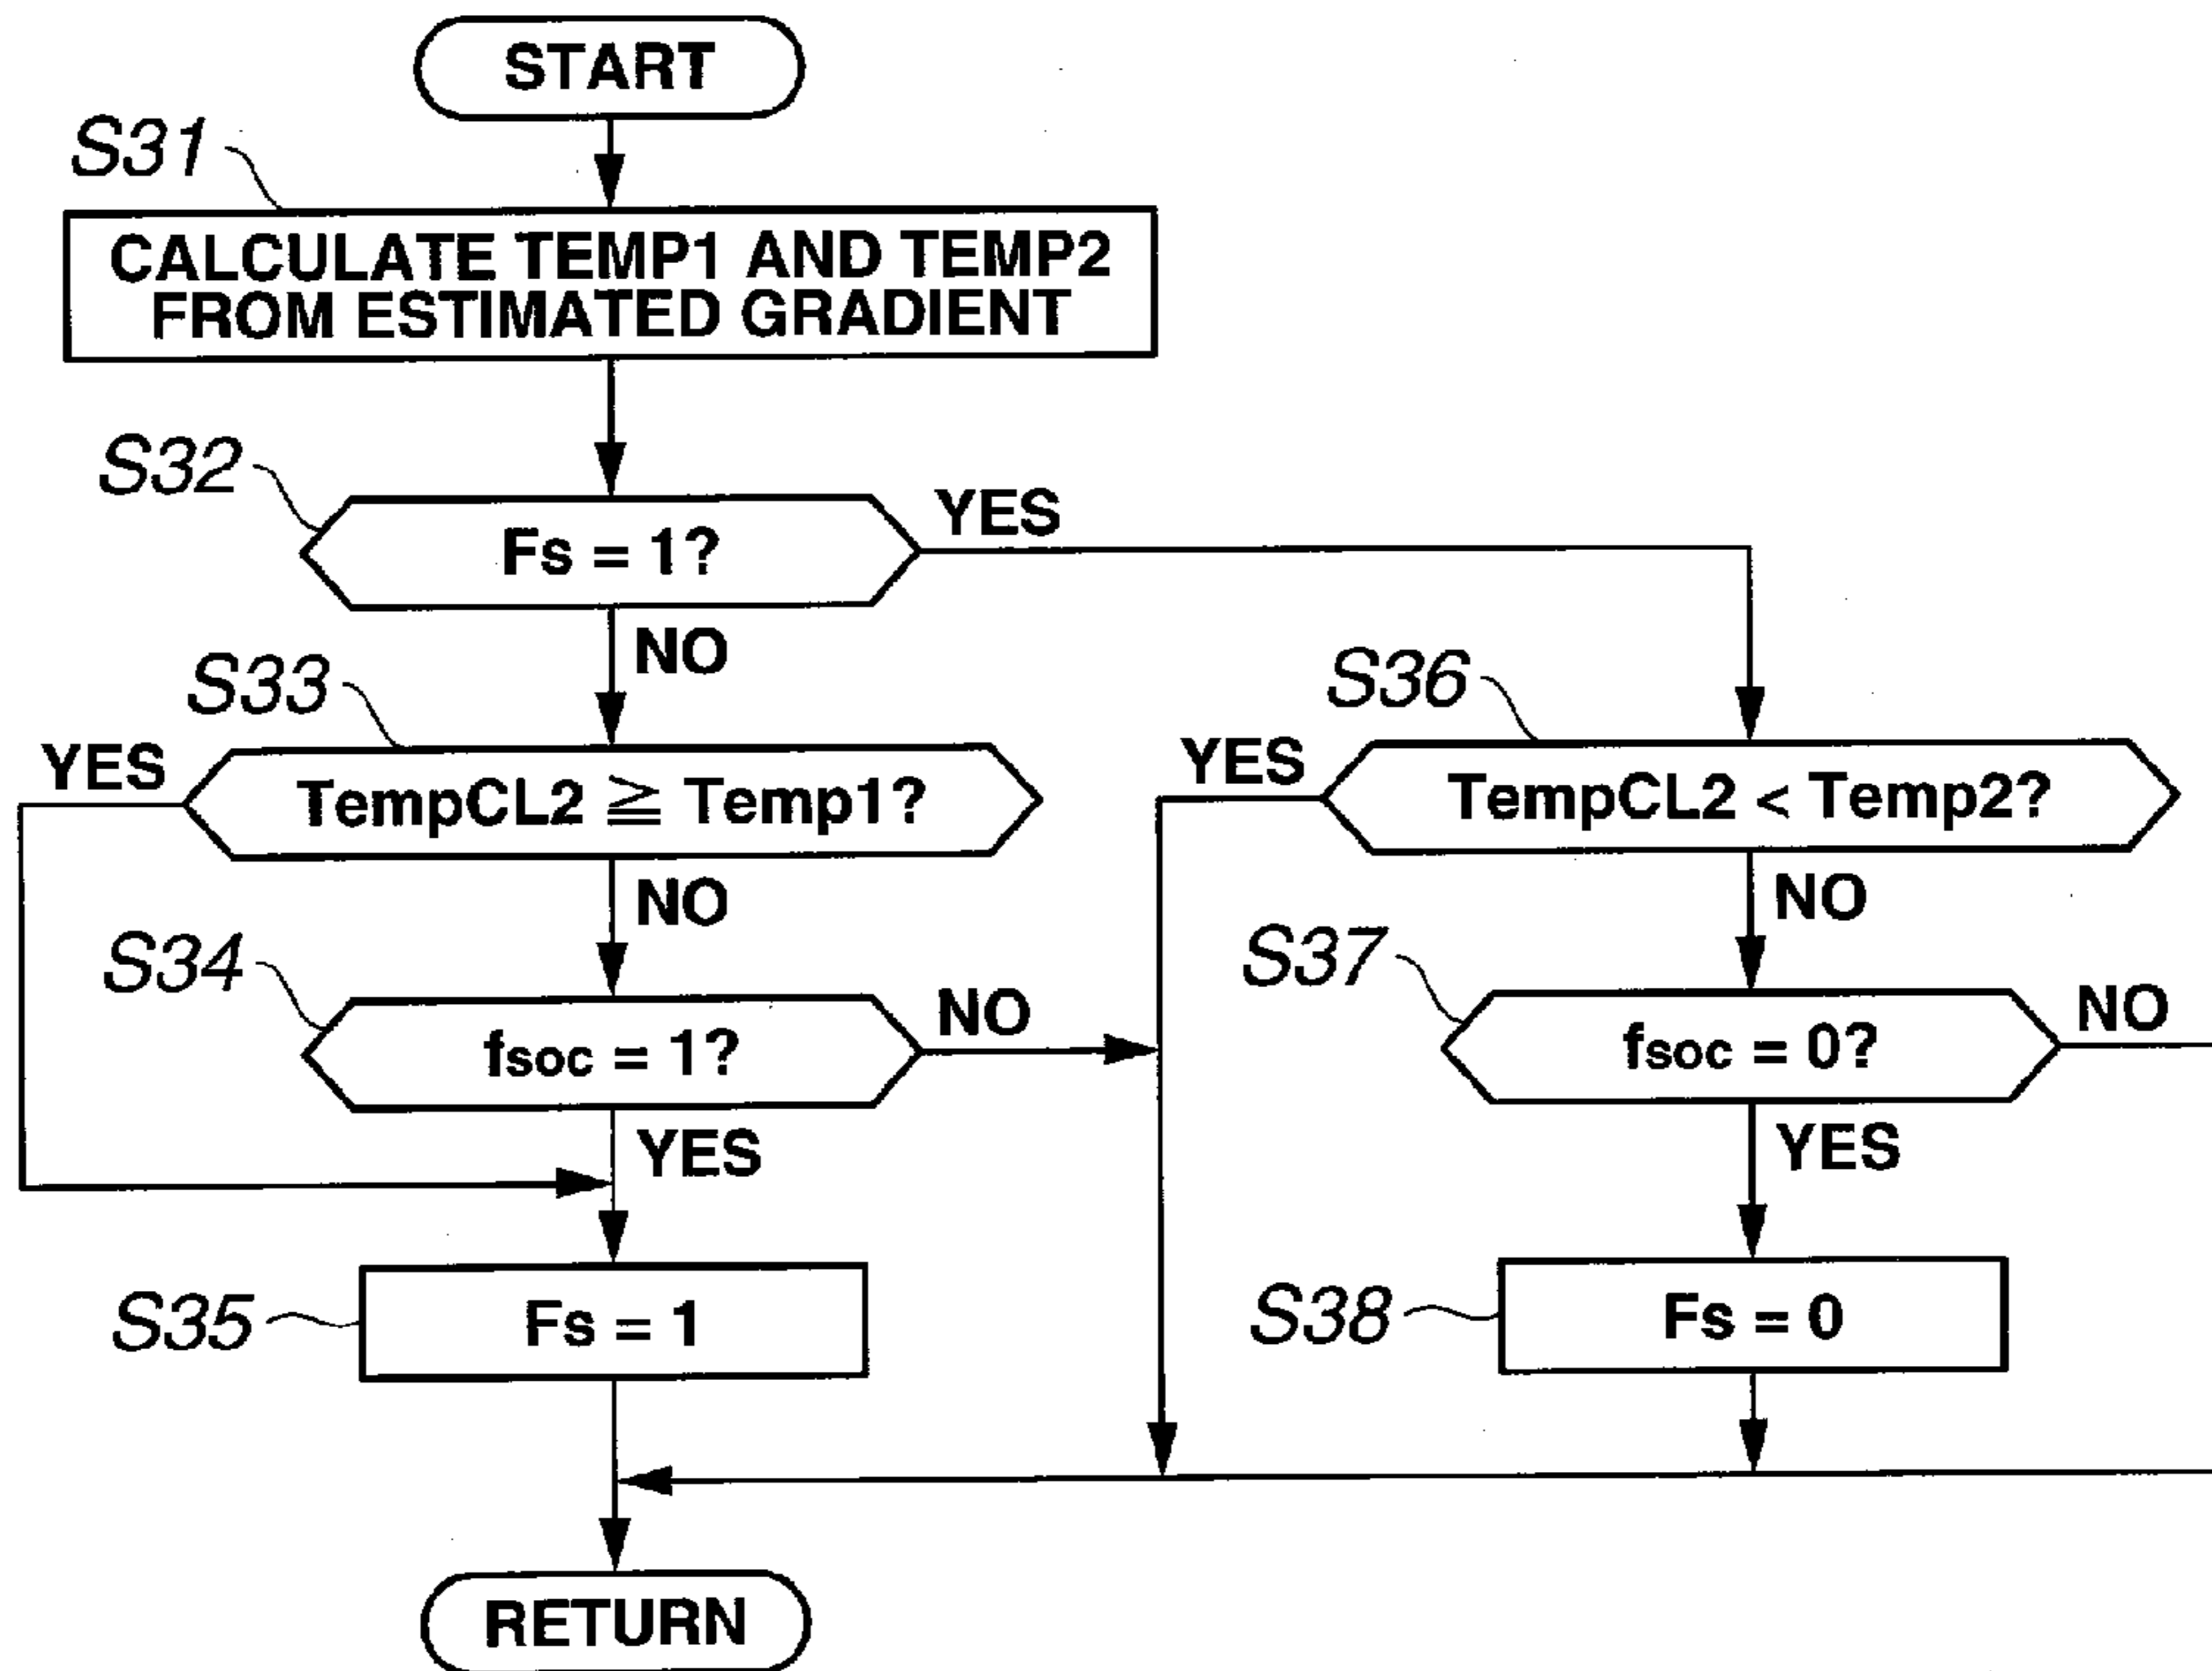 START
S31
CALCULATE TEMP1 AND TEMP2
FROM ESTIMATED GRADIENT
S32
Fs = 1?
YES
NO
S33
YES
TempCL2 ≧ Temp1?
NO
S34
fsoc = 1?
NO
YES
S35
Fs = 1
S36
YES
TempCL2 < Temp2?
NO
S37
fsoc = 0?
NO
YES
S38
Fs = 0
RETURN